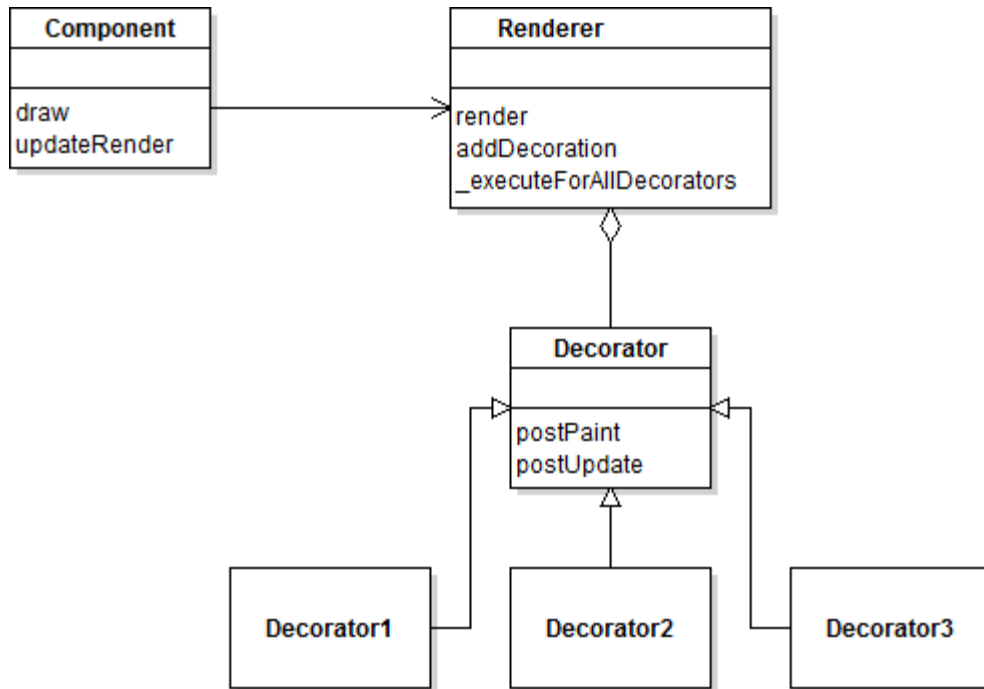 Component
draw
updateRender
Renderer
render
addDecoration
_executeForAllDecorators
Decorator
postPaint
postUpdate
Decorator1
Decorator2
Decorator3